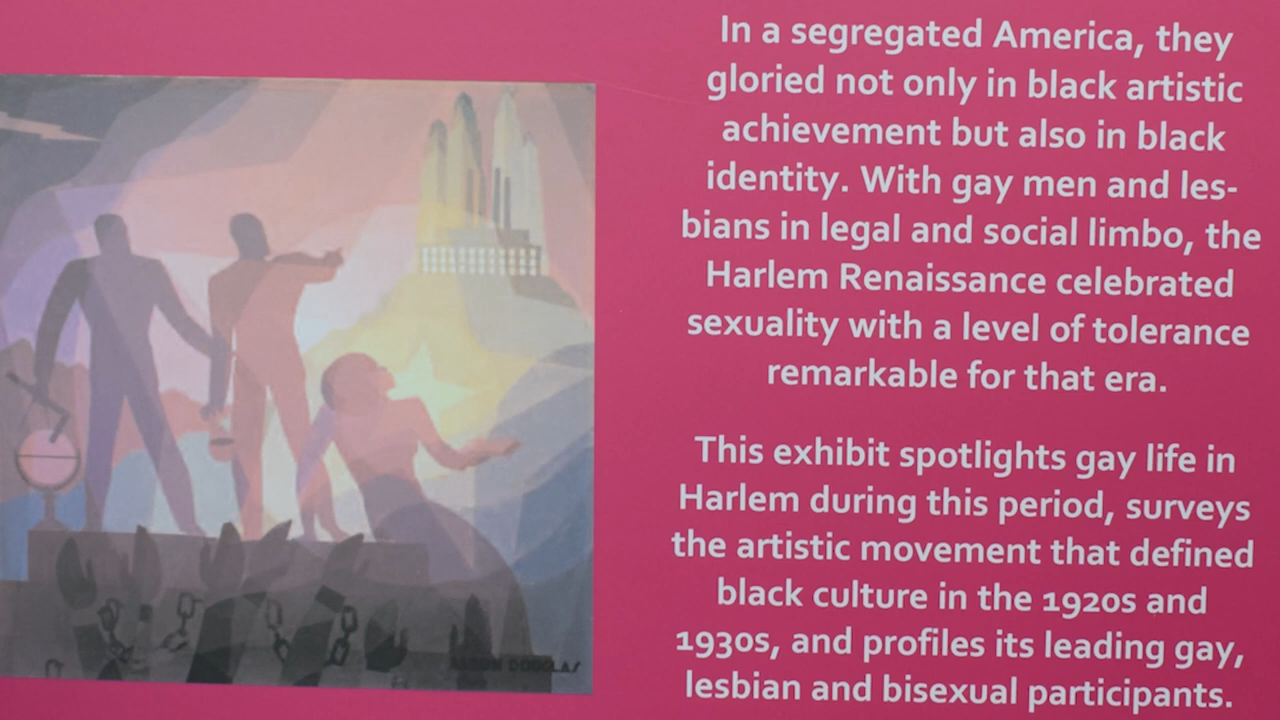 In a segregated America, they
gloried not only in black artistic
achievement but also in black
identity. With gay men and les-
bians in legal and social limbo, the
Harlem Renaissance celebrated
sexuality with a level of tolerance
remarkable for that era.
This exhibit spotlights gay life in
Harlem during this period, surveys
the artistic movement that defined
black culture in the 1920s and
1930s, and profiles its leading gay,
lesbian and bisexual participants.
AARON DOUGLAS